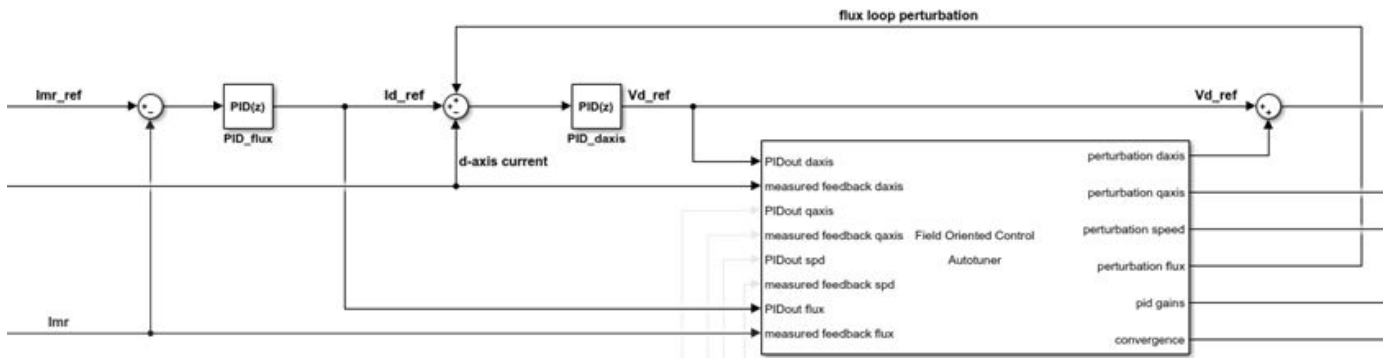 flux loop perturbation
Imr_ref
PID(z)
PID_flux
Id_ref
PID(z)
PID_daxis
Vd_ref
Vd_ref
d-axis current
Imr
PIDout daxis
measured feedback daxis
PIDout qaxis
measured feedback qaxis
PIDout spd
measured feedback spd
PIDout flux
measured feedback flux
Field Oriented Control
Autotuner
perturbation daxis
perturbation qaxis
perturbation speed
perturbation flux
pid gains
convergence